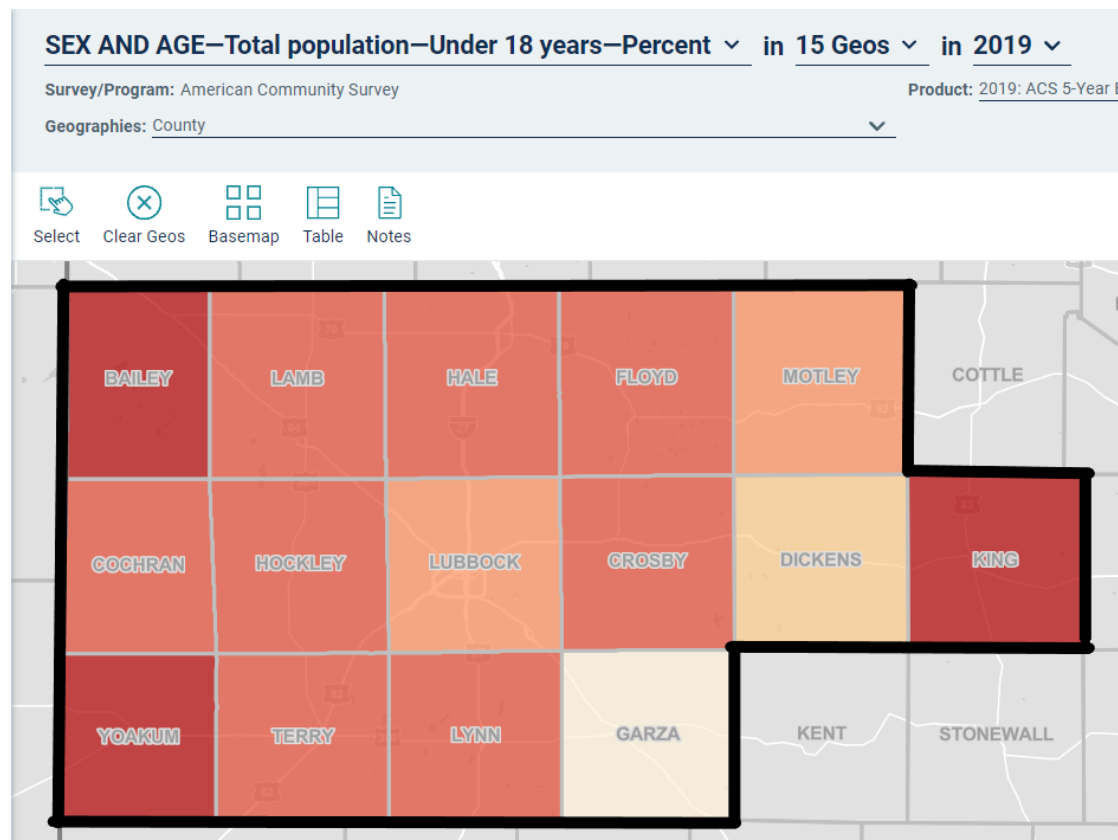 SEX AND AGE—Total population—Under 18 years—Percent in 15 Geos in 2019
Survey/Program: American Community Survey
Product: 2019: ACS 5-Year
Geographies: County
Select Clear Geos Basemap Table Notes
BAILEY LAMB HALE FLOYD MOTLEY COTTLE
COCHRAN HOCKLEY LUBBOCK CROSBY DICKENS KING
YOAKUM TERRY LYNN GARZA KENT STONEWALL